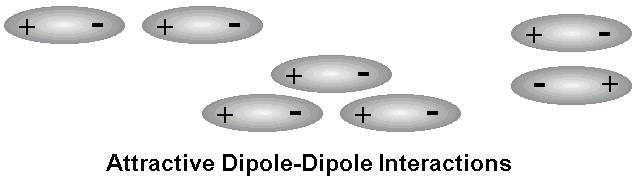 + - + -
+ -
+ -
+ - + -
- +
Attractive Dipole-Dipole Interactions